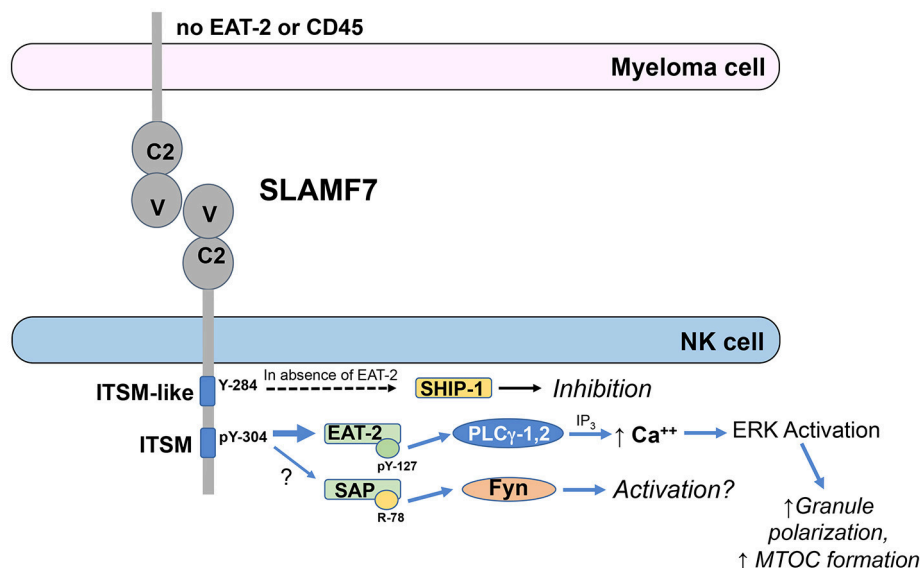 no EAT-2 or CD45
Myeloma cell
C2
V
SLAMF7
V
C2
NK cell
ITSM-like
Y-284
In absence of EAT-2
SHIP-1
Inhibition
ITSM
pY-304
EAT-2
pY-127
PLCγ-1,2
IP3
↑ Ca++
ERK Activation
?
SAP
R-78
Fyn
Activation?
↑Granule
polarization,
↑ MTOC formation